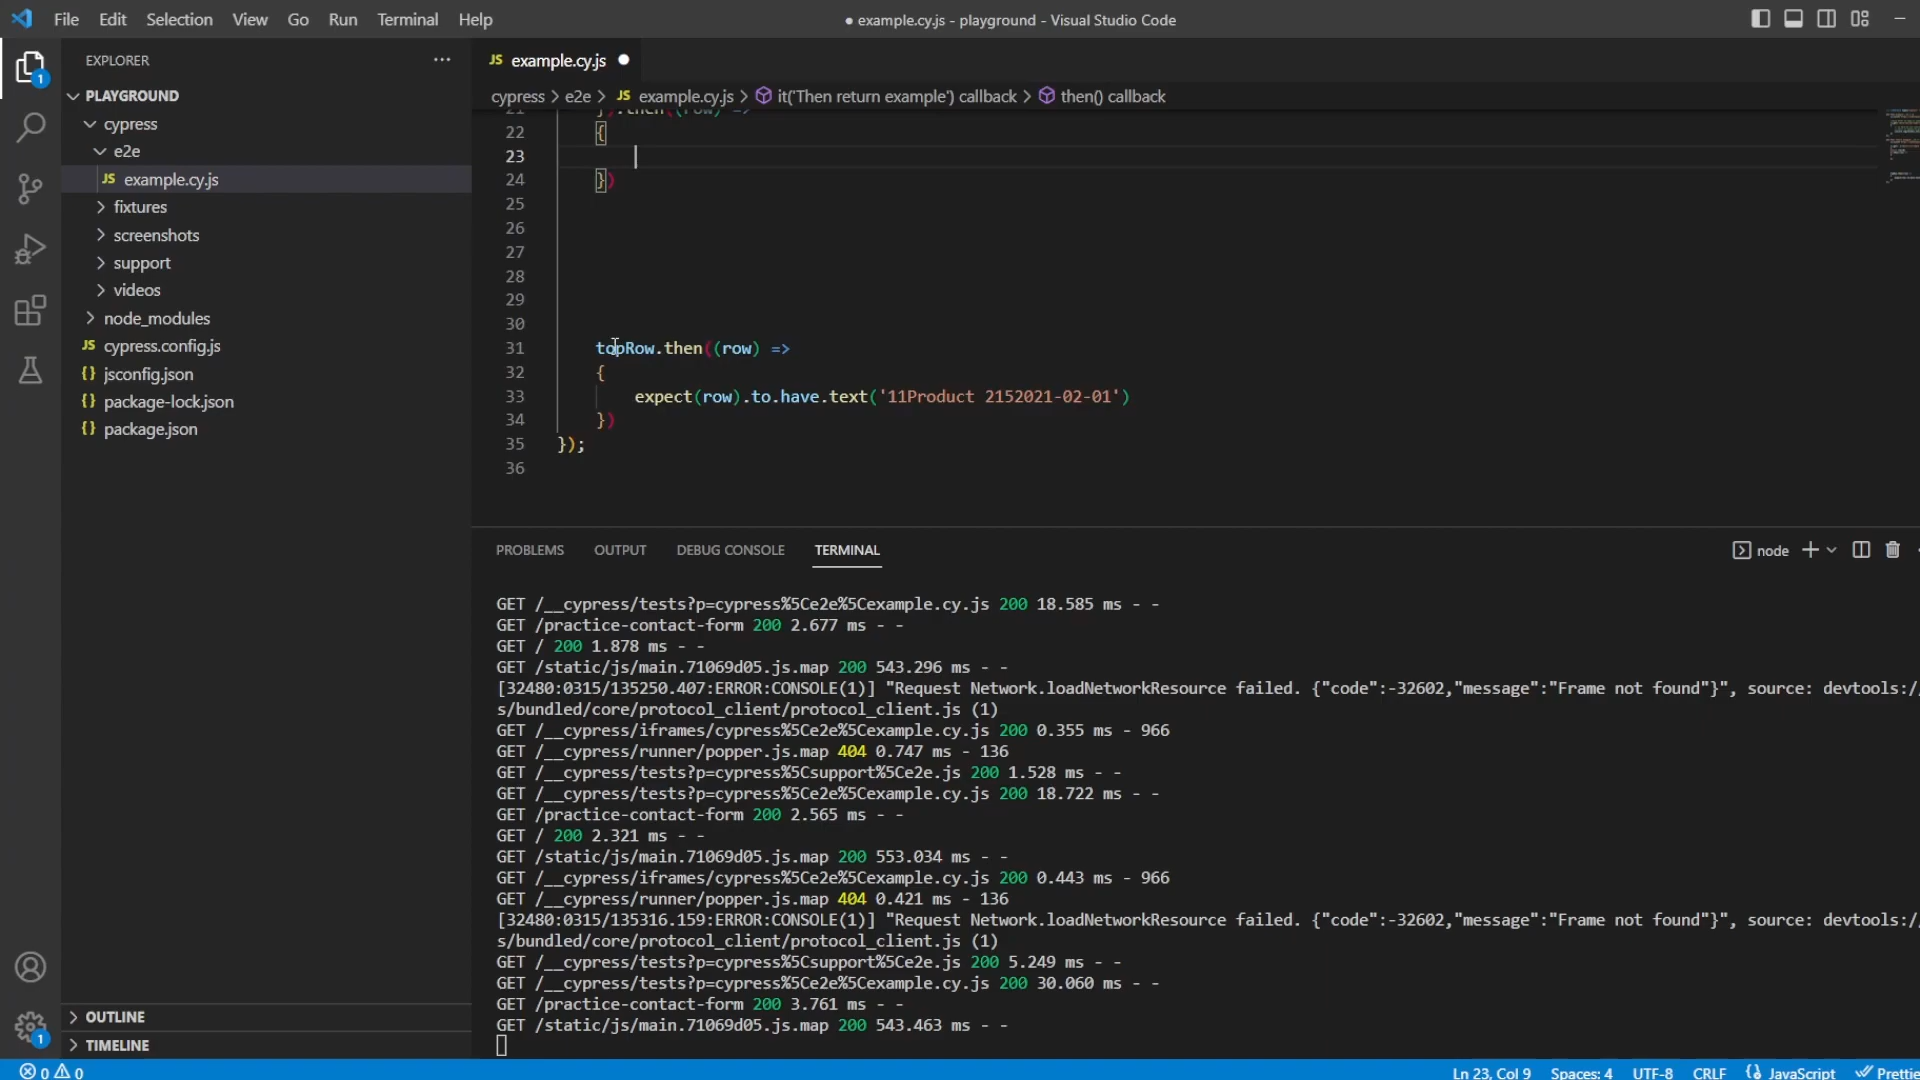 File Edit Selection View Go Run Terminal Help
● example.cy.js - playground - Visual Studio Code
EXPLORER
PLAYGROUND
cypress
e2e
JS example.cy.js
fixtures
screenshots
support
videos
node_modules
JS cypress.config.js
{} jsconfig.json
{} package-lock.json
{} package.json
OUTLINE
TIMELINE
1
1
JS example.cy.js
cypress > e2e > JS example.cy.js > it('Then return example') callback > then() callback
21 }).then((row) =>
22 {
23
24 })
25
26
27
28
29
30
31 topRow.then((row) =>
32 {
33 expect(row).to.have.text('11Product 2152021-02-01')
34 })
35 });
36
PROBLEMS OUTPUT DEBUG CONSOLE TERMINAL
node
GET /__cypress/tests?p=cypress%5Ce2e%5Cexample.cy.js 200 18.585 ms - -
GET /practice-contact-form 200 2.677 ms - -
GET / 200 1.878 ms - -
GET /static/js/main.71069d05.js.map 200 543.296 ms - -
[32480:0315/135250.407:ERROR:CONSOLE(1)] "Request Network.loadNetworkResource failed. {"code":-32602,"message":"Frame not found"}", source: devtools:/
s/bundled/core/protocol_client/protocol_client.js (1)
GET /__cypress/iframes/cypress%5Ce2e%5Cexample.cy.js 200 0.355 ms - 966
GET /__cypress/runner/popper.js.map 404 0.747 ms - 136
GET /__cypress/tests?p=cypress%5Csupport%5Ce2e.js 200 1.528 ms - -
GET /__cypress/tests?p=cypress%5Ce2e%5Cexample.cy.js 200 18.722 ms - -
GET /practice-contact-form 200 2.565 ms - -
GET / 200 2.321 ms - -
GET /static/js/main.71069d05.js.map 200 553.034 ms - -
GET /__cypress/iframes/cypress%5Ce2e%5Cexample.cy.js 200 0.443 ms - 966
GET /__cypress/runner/popper.js.map 404 0.421 ms - 136
[32480:0315/135316.159:ERROR:CONSOLE(1)] "Request Network.loadNetworkResource failed. {"code":-32602,"message":"Frame not found"}", source: devtools:/
s/bundled/core/protocol_client/protocol_client.js (1)
GET /__cypress/tests?p=cypress%5Csupport%5Ce2e.js 200 5.249 ms - -
GET /__cypress/tests?p=cypress%5Ce2e%5Cexample.cy.js 200 30.060 ms - -
GET /practice-contact-form 200 3.761 ms - -
GET /static/js/main.71069d05.js.map 200 543.463 ms - -
0 0
Ln 23, Col 9 Spaces: 4 UTF-8 CRLF JavaScript Prettie